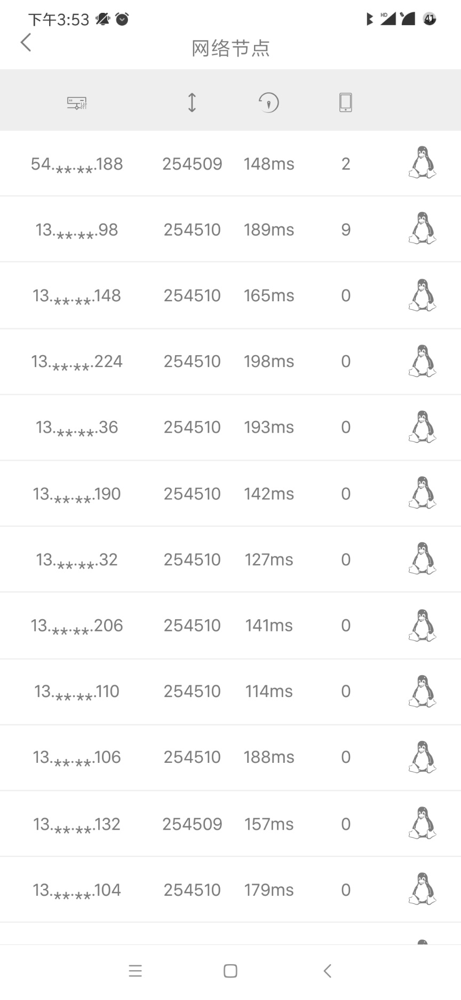 下午3:53 HD 41
网络节点
54.**.**.188 254509 148ms 2
13.**.**.98 254510 189ms 9
13.**.**.148 254510 165ms 0
13.**.**.224 254510 198ms 0
13.**.**.36 254510 193ms 0
13.**.**.190 254510 142ms 0
13.**.**.32 254510 127ms 0
13.**.**.206 254510 141ms 0
13.**.**.110 254510 114ms 0
13.**.**.106 254510 188ms 0
13.**.**.132 254509 157ms 0
13.**.**.104 254510 179ms 0